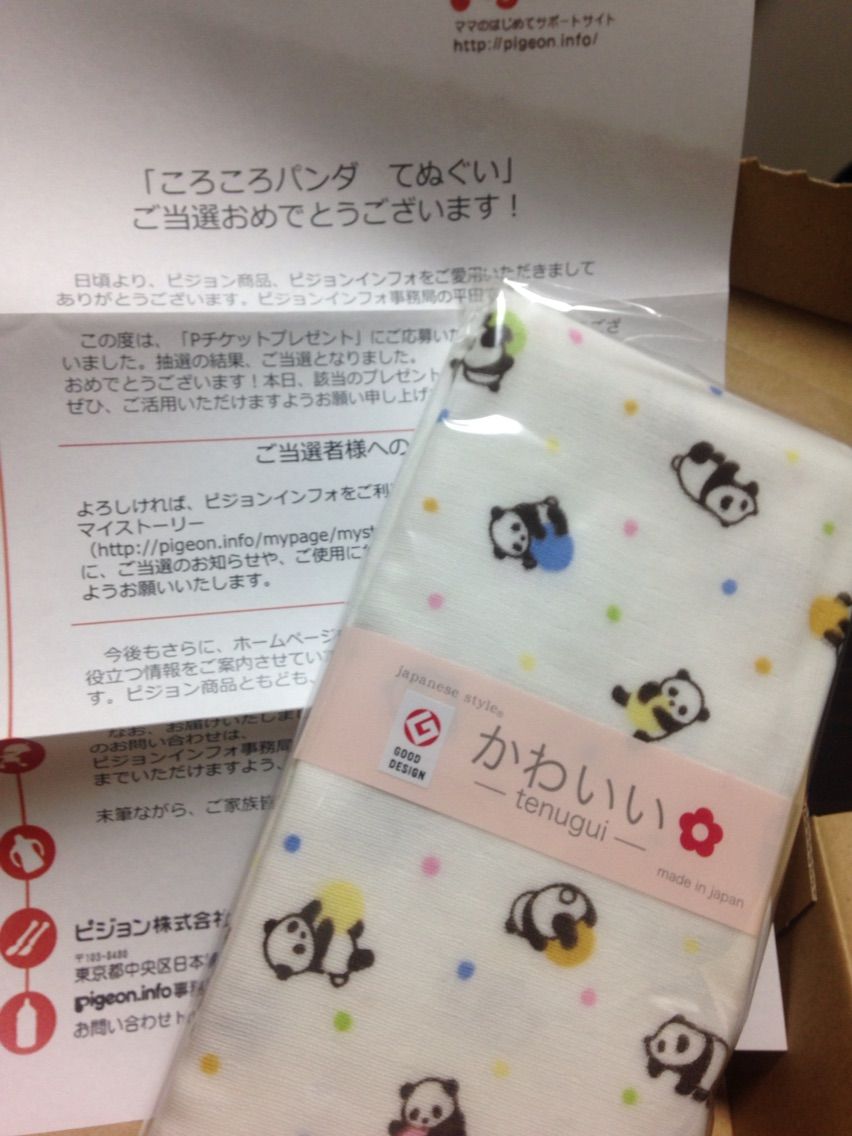 ママのはじめてサポートサイト
http://pigeon.info/
「ころころパンダ　てぬぐい」
ご当選おめでとうございます！
日頃より、ピジョン商品、ピジョンインフォをご愛用いただきまして
ありがとうございます。ピジョンインフォ事務局の平田
この度は、「Pチケットプレゼント」にご応募いた
ござ
いました。抽選の結果、ご当選となりました。
おめでとうございます！本日、該当のプレゼント
ぜひ、ご活用いただけますようお願い申し上げ
ご当選者様への
よろしければ、ピジョンインフォをご利
マイストーリー
（http://pigeon.info/mypage/myst
に、ご当選のお知らせや、ご使用に
ようお願いいたします。
今後もさらに、ホームページ
役立つ情報をご案内させてい
す。ピジョン商品ともども、
なお、お届けいたしま
のお問い合わせは、
ピジョンインフォ事務局
までいただけますよう、
末筆ながら、ご家族皆
ピジョン株式会社
〒103-8480
東京都中央区日本
pigeon.info事務
お問い合わせト
japanese style®
GOOD
DESIGN
かわいい
— tenugui —
made in japan